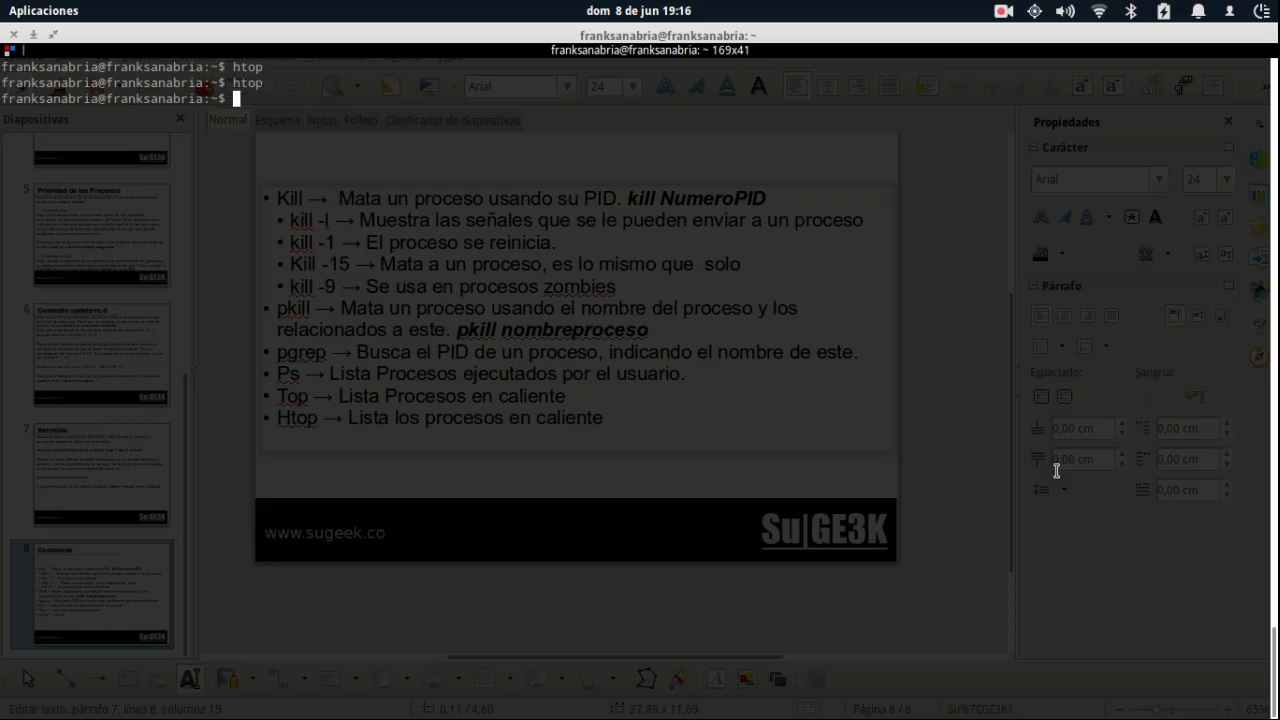 Aplicaciones
dom 8 de jun 19:16
franksanabria@franksanabria: ~
franksanabria@franksanabria: ~ 169x41
franksanabria@franksanabria:~$ htop
franksanabria@franksanabria:~$ htop
franksanabria@franksanabria:~$
Arial
24
Diapositivas
Normal
Esquema
Notas
Folleto
Clasificador de diapositivas
Propiedades
Carácter
Arial
24
Párrafo
Espaciado:
Sangría:
0,00 cm
0,00 cm
0,00 cm
0,00 cm
0,00 cm
5
Prioridad de los Procesos
6
Comando update-rc.d
7
Servicios
8
Comandos
• Kill → Mata un proceso usando su PID. kill NumeroPID
• kill -l → Muestra las señales que se le pueden enviar a un proceso
• kill -1 → El proceso se reinicia.
• Kill -15 → Mata a un proceso, es lo mismo que solo
• kill -9 → Se usa en procesos zombies
• pkill → Mata un proceso usando el nombre del proceso y los
relacionados a este. pkill nombreproceso
• pgrep → Busca el PID de un proceso, indicando el nombre de este.
• Ps → Lista Procesos ejecutados por el usuario.
• Top → Lista Procesos en caliente
• Htop → Lista los procesos en caliente
www.sugeek.co
Su|GE3K
Editar texto: párrafo 7, línea 8, columna 19
0,11 / 4,60
27,89 x 11,69
Página 8 / 8
Su%7CGE3K1
65%